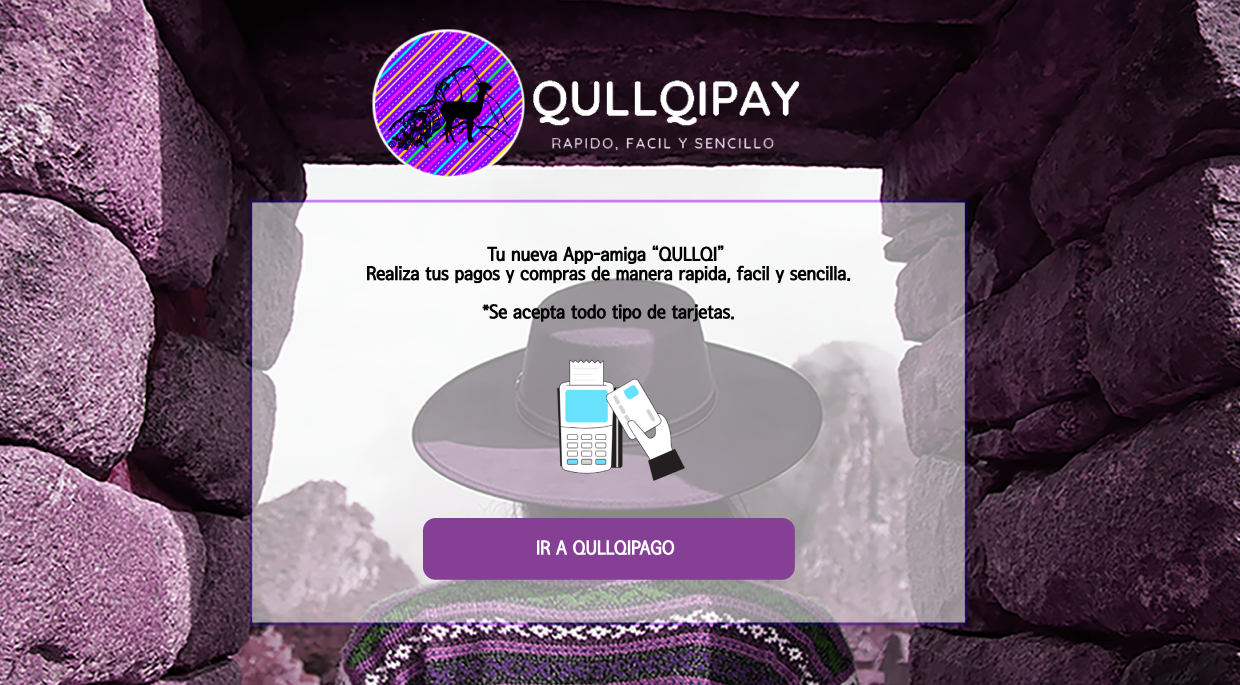 QULLQIPAY
RAPIDO, FACIL Y SENCILLO
Tu nueva App-amiga “QULLQI”
Realiza tus pagos y compras de manera rapida, facil y sencilla.
*Se acepta todo tipo de tarjetas.
IR A QULLQIPAGO